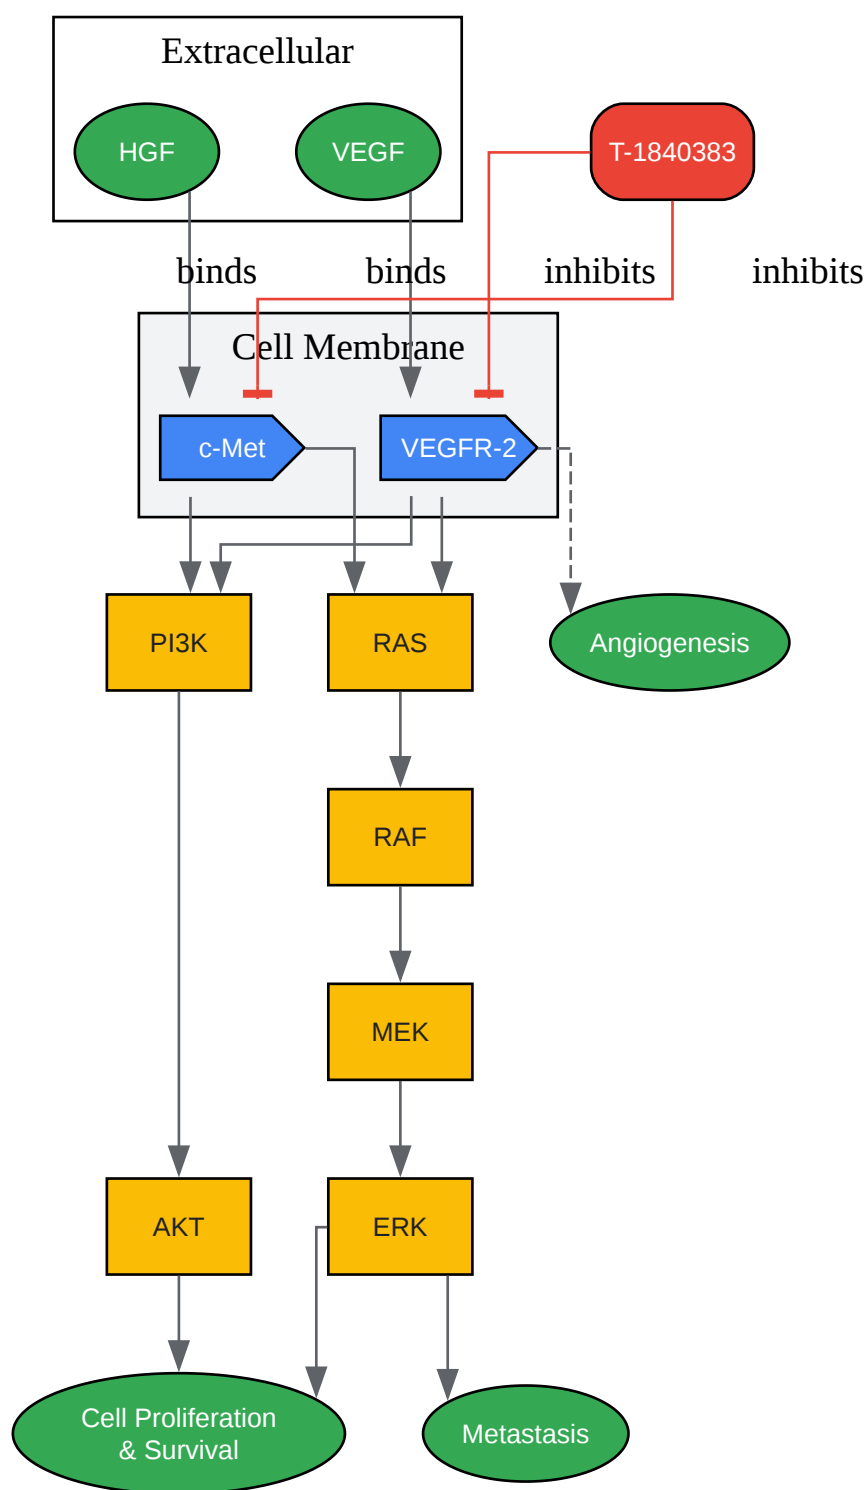 Extracellular
HGF
VEGF
T-1840383
binds
binds
inhibits
inhibits
Cell Membrane
c-Met
VEGFR-2
PI3K
RAS
Angiogenesis
RAF
MEK
AKT
ERK
Cell Proliferation
& Survival
Metastasis